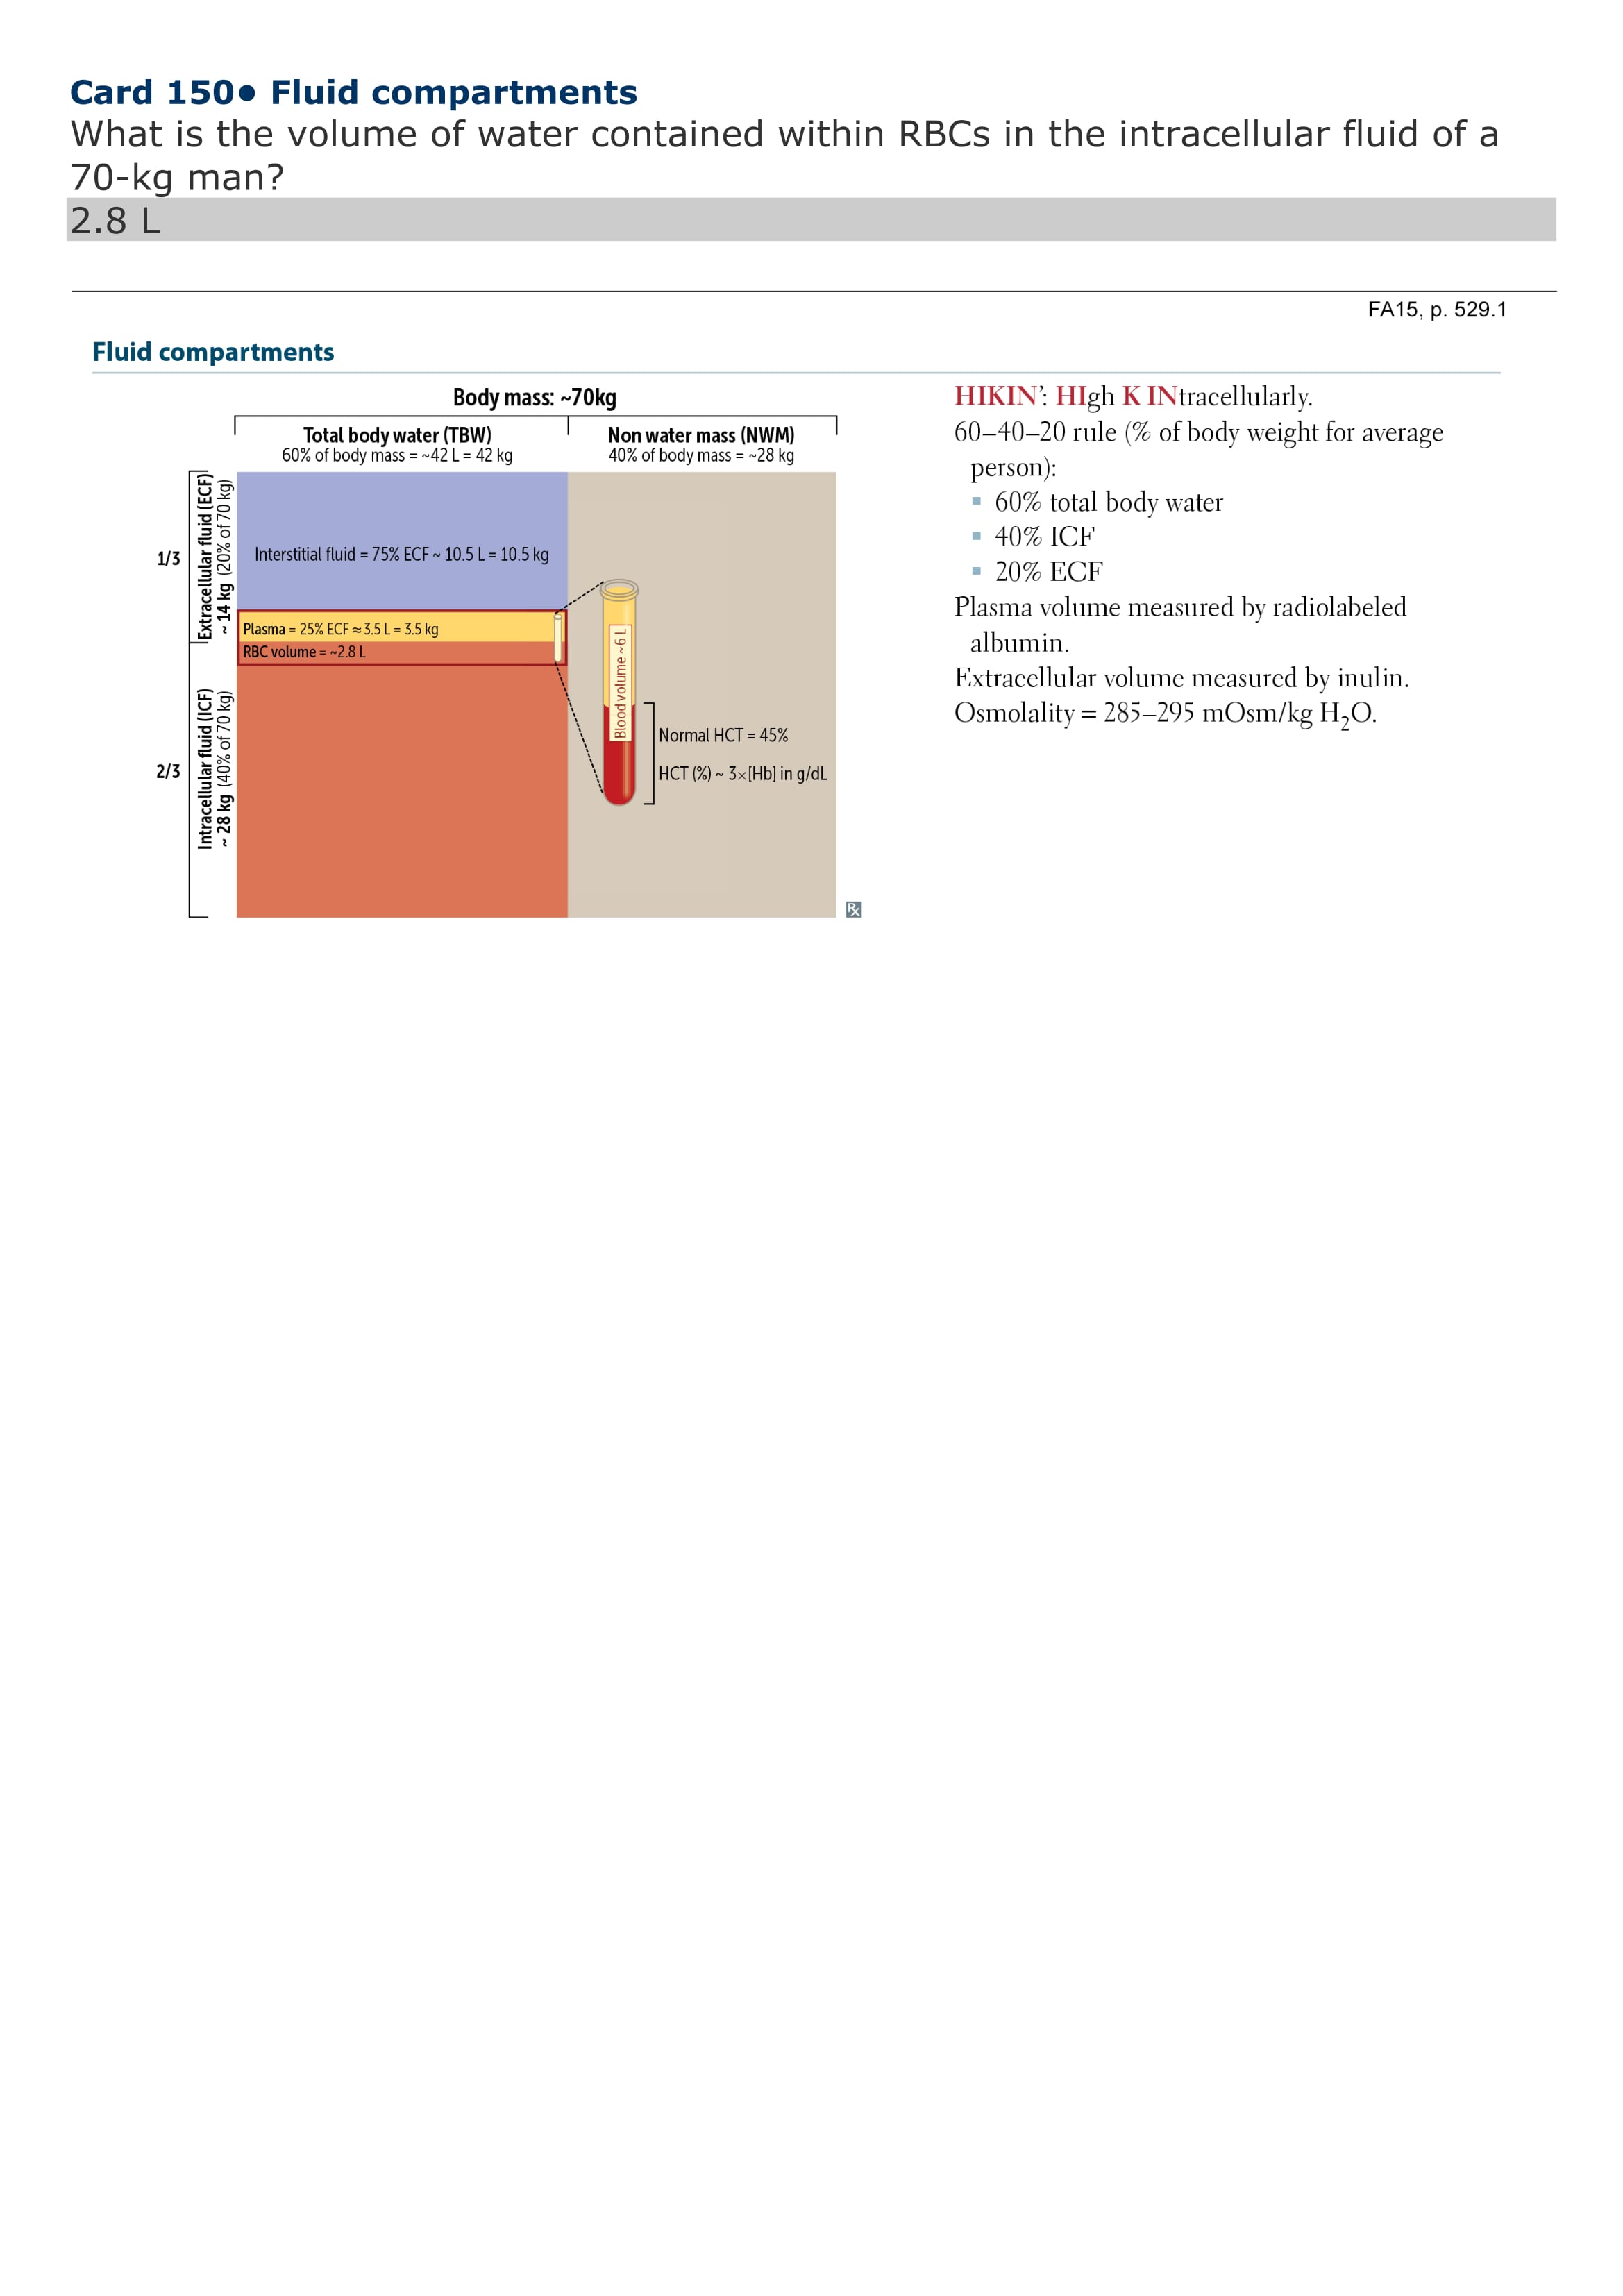 Card 150• Fluid compartments
What is the volume of water contained within RBCs in the intracellular fluid of a
70-kg man?
2.8 L
FA15, p. 529.1
Fluid compartments
Body mass: ~70kg
Total body water (TBW)
60% of body mass = ~42 L = 42 kg
Non water mass (NWM)
40% of body mass = ~28 kg
1/3
Extracellular fluid (ECF)
~ 14 kg (20% of 70 kg)
Interstitial fluid = 75% ECF ~ 10.5 L = 10.5 kg
Plasma = 25% ECF ≈ 3.5 L = 3.5 kg
RBC volume = ~2.8 L
2/3
Intracellular fluid (ICF)
~ 28 kg (40% of 70 kg)
Blood volume ~6 L
Normal HCT = 45%
HCT (%) ~ 3×[Hb] in g/dL
Rx
HIKIN’: HIgh K INtracellularly.
60–40–20 rule (% of body weight for average
person):
▪ 60% total body water
▪ 40% ICF
▪ 20% ECF
Plasma volume measured by radiolabeled
albumin.
Extracellular volume measured by inulin.
Osmolality = 285–295 mOsm/kg H₂O.